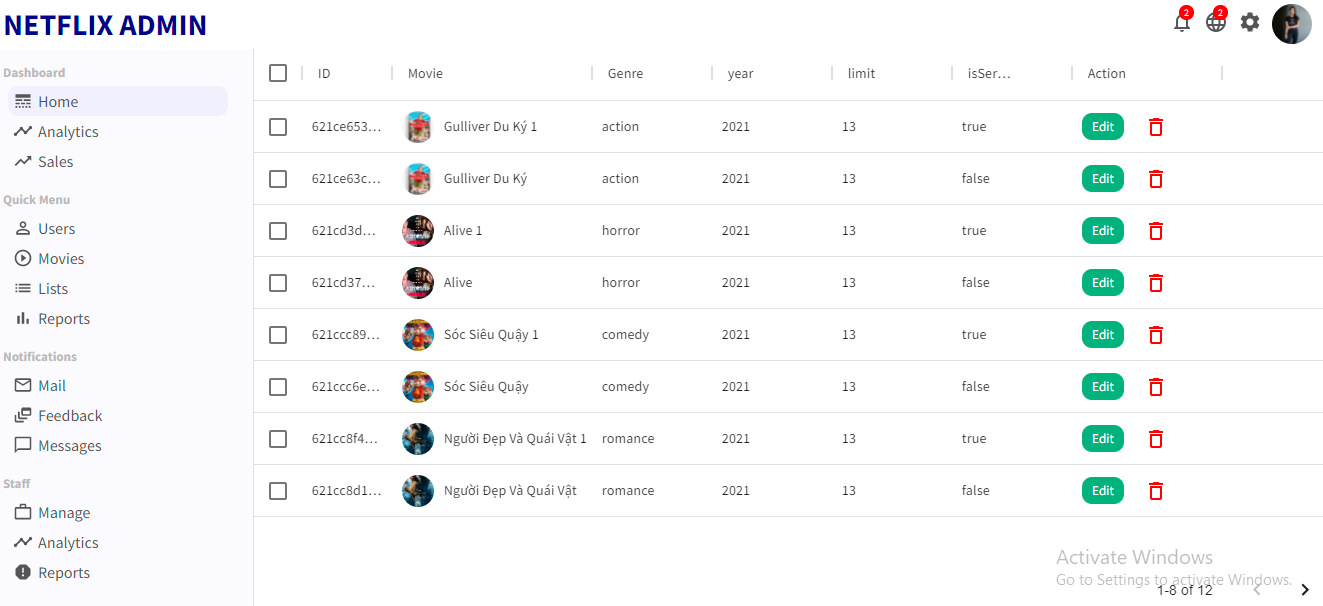 NETFLIX ADMIN
2
2
Dashboard
Home
Analytics
Sales
Quick Menu
Users
Movies
Lists
Reports
Notifications
Mail
Feedback
Messages
Staff
Manage
Analytics
Reports
ID Movie Genre year limit isSer... Action
621ce653... Gulliver Du Ký 1 action 2021 13 true Edit
621ce63c... Gulliver Du Ký action 2021 13 false Edit
621cd3d... Alive 1 horror 2021 13 true Edit
621cd37... Alive horror 2021 13 false Edit
621ccc89... Sóc Siêu Quậy 1 comedy 2021 13 true Edit
621ccc6e... Sóc Siêu Quậy comedy 2021 13 false Edit
621cc8f4... Người Đẹp Và Quái Vật 1 romance 2021 13 true Edit
621cc8d1... Người Đẹp Và Quái Vật romance 2021 13 false Edit
Activate Windows
Go to Settings to activate Windows.
1-8 of 12